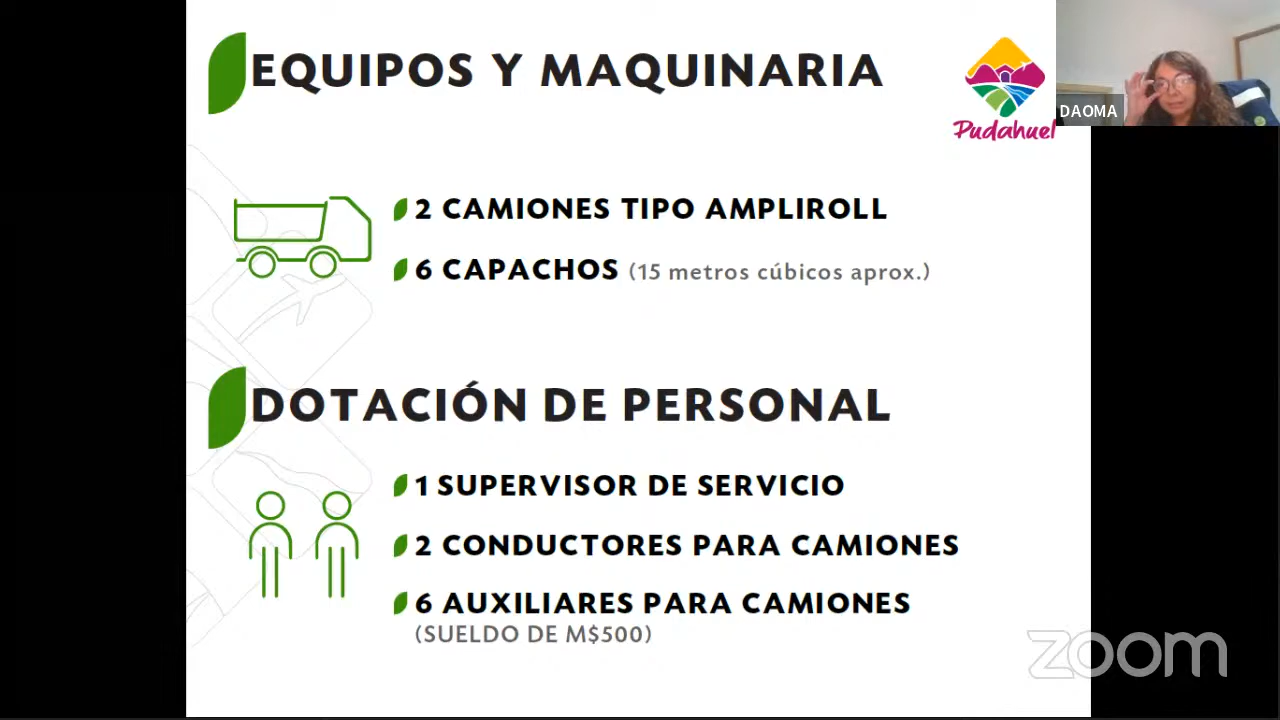 EQUIPOS Y MAQUINARIA
Pudahuel
DAOMA
2 CAMIONES TIPO AMPLIROLL
6 CAPACHOS (15 metros cúbicos aprox.)
DOTACIÓN DE PERSONAL
1 SUPERVISOR DE SERVICIO
2 CONDUCTORES PARA CAMIONES
6 AUXILIARES PARA CAMIONES
(SUELDO DE M$500)
zoom